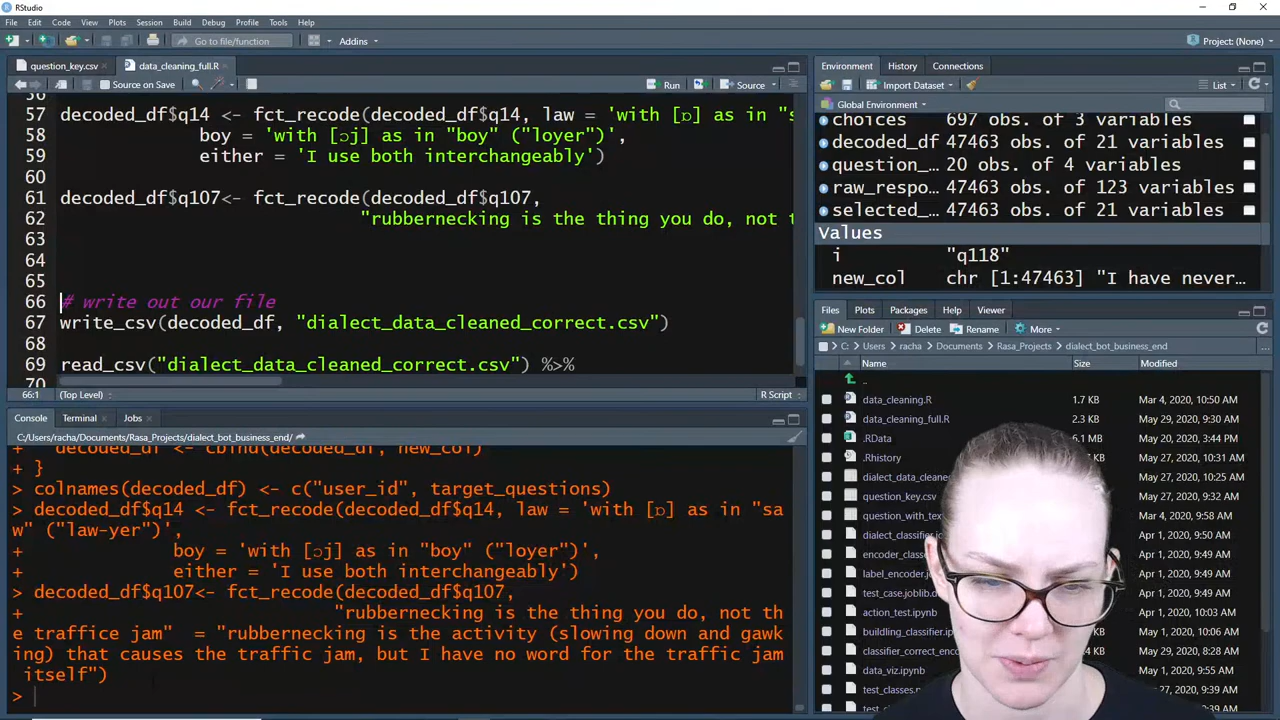 RStudio
File Edit Code View Plots Session Build Debug Profile Tools Help
Go to file/function Addins Project: (None)
question_key.csv data_cleaning_full.R
Source on Save Run Source
56
57 decoded_df$q14 <- fct_recode(decoded_df$q14, law = 'with [ɒ] as in "s
58 boy = 'with [ɔj] as in "boy" ("loyer")',
59 either = 'I use both interchangeably')
60
61 decoded_df$q107<- fct_recode(decoded_df$q107,
62 "rubbernecking is the thing you do, not t
63
64
65
66 # write out our file
67 write_csv(decoded_df, "dialect_data_cleaned_correct.csv")
68
69 read_csv("dialect_data_cleaned_correct.csv") %>%
70
66:1 (Top Level) R Script
Console Terminal Jobs
C:/Users/racha/Documents/Rasa_Projects/dialect_bot_business_end/
+ decoded_df <- cbind(decoded_df, new_col)
+ }
> colnames(decoded_df) <- c("user_id", target_questions)
> decoded_df$q14 <- fct_recode(decoded_df$q14, law = 'with [ɒ] as in "sa
w" ("law-yer")',
+ boy = 'with [ɔj] as in "boy" ("loyer")',
+ either = 'I use both interchangeably')
> decoded_df$q107<- fct_recode(decoded_df$q107,
+ "rubbernecking is the thing you do, not th
e traffice jam" = "rubbernecking is the activity (slowing down and gawk
ing) that causes the traffic jam, but I have no word for the traffic jam
itself")
>
Environment History Connections
Import Dataset List
Global Environment
choices 697 obs. of 3 variables
decoded_df 47463 obs. of 21 variables
question_… 20 obs. of 4 variables
raw_respo… 47463 obs. of 123 variables
selected_… 47463 obs. of 21 variables
Values
i "q118"
new_col chr [1:47463] "I have never…
Files Plots Packages Help Viewer
New Folder Delete Rename More
C: Users racha Documents Rasa_Projects dialect_bot_business_end ...
Name Size Modified
..
data_cleaning.R 1.7 KB Mar 4, 2020, 10:50 AM
data_cleaning_full.R 2.3 KB May 29, 2020, 9:30 AM
.RData 6.1 MB May 20, 2020, 3:44 PM
.Rhistory May 27, 2020, 10:31 AM
dialect_data_cleane May 27, 2020, 10:25 AM
question_key.csv May 27, 2020, 9:32 AM
question_with_tex Mar 4, 2020, 9:58 AM
dialect_classifier.jo Apr 1, 2020, 9:50 AM
encoder_classe Apr 1, 2020, 9:49 AM
label_encoder.jo Apr 1, 2020, 9:49 AM
test_case.joblib.d Apr 1, 2020, 9:49 AM
action_test.ipynb Apr 1, 2020, 10:03 AM
buildling_classifier.ip May 1, 2020, 10:06 AM
classifier_correct_en 4 KB May 29, 2020, 8:28 AM
data_viz.ipynb May 1, 2020, 9:55 AM
test_classes.p 2020, 9:39 AM
2020, 9:39 AM